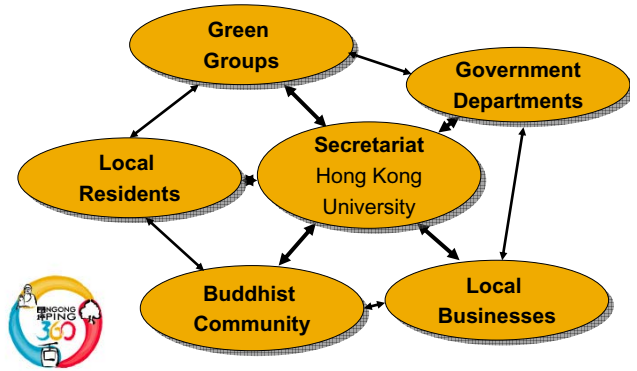 Green
Groups
Government
Departments
Secretariat
Hong Kong
University
Local
Residents
Buddhist
Community
Local
Businesses
NGONG
PING
360